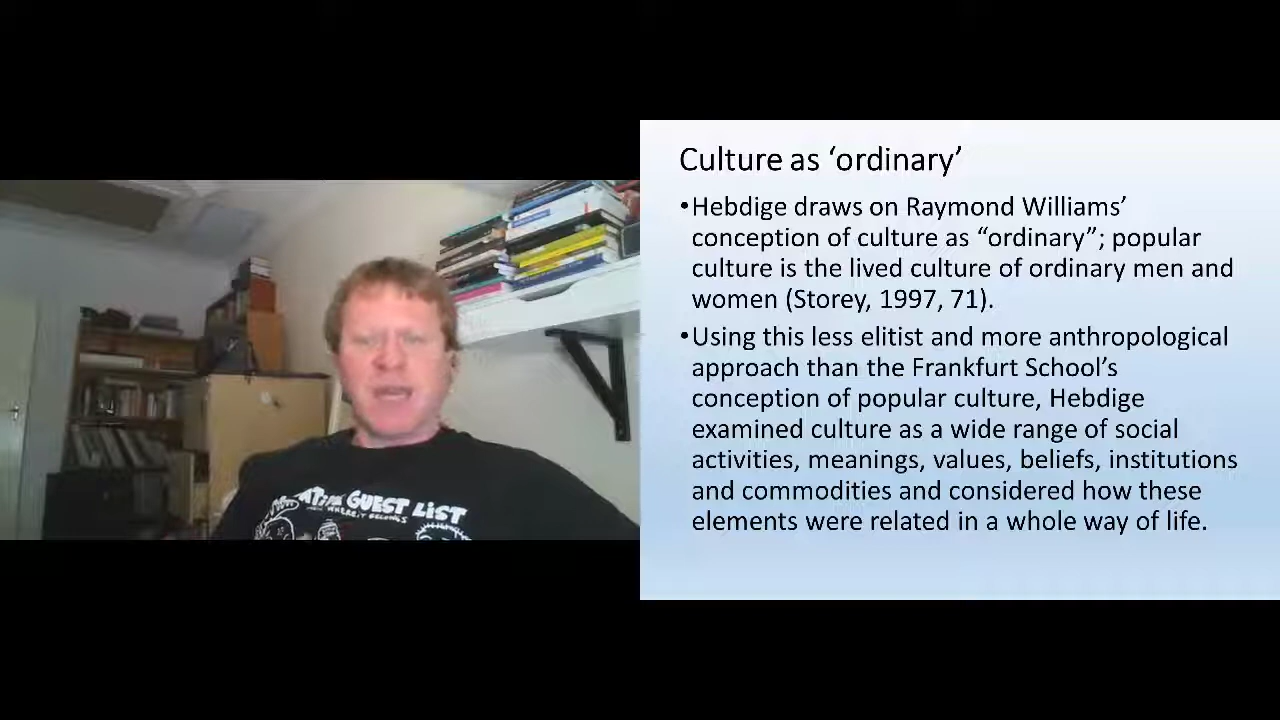 Culture as ‘ordinary’
•Hebdige draws on Raymond Williams’
conception of culture as “ordinary”; popular
culture is the lived culture of ordinary men and
women (Storey, 1997, 71).
•Using this less elitist and more anthropological
approach than the Frankfurt School’s
conception of popular culture, Hebdige
examined culture as a wide range of social
activities, meanings, values, beliefs, institutions
and commodities and considered how these
elements were related in a whole way of life.
GUEST LIST
WHERE IT BELONGS